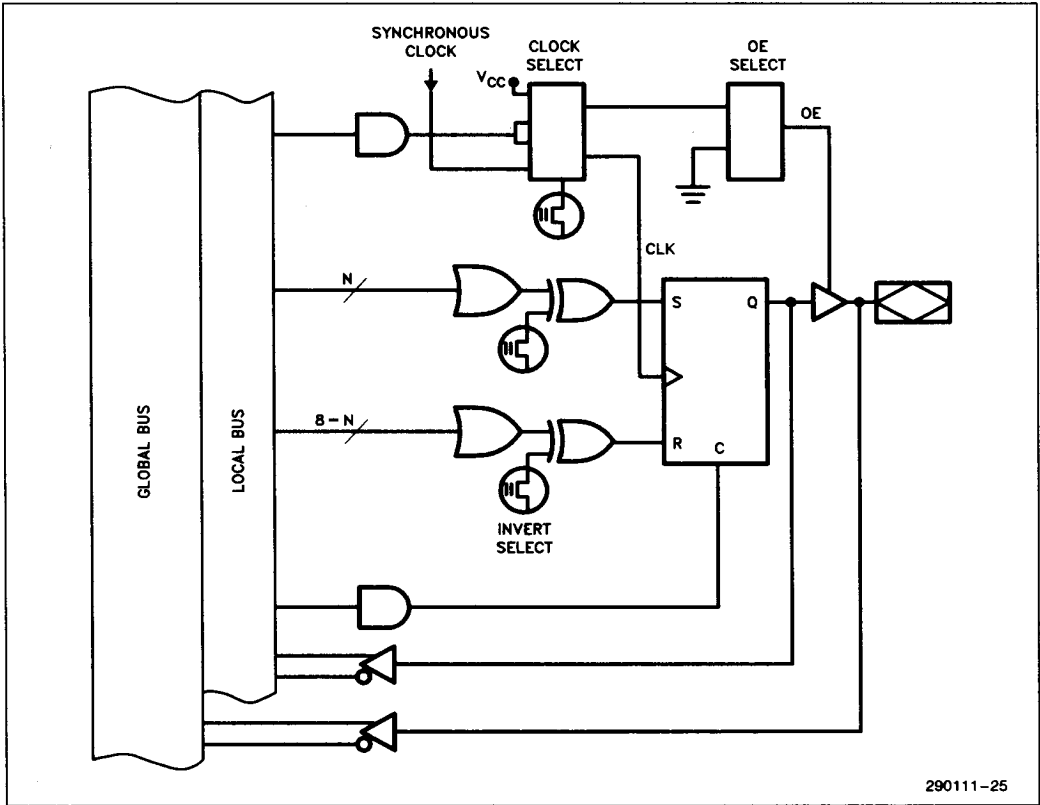 SYNCHRONOUS
CLOCK
CLOCK
SELECT
OE
SELECT
VCC
OE
CLK
N
S
Q
8-N
R
C
GLOBAL BUS
LOCAL BUS
INVERT
SELECT
290111-25